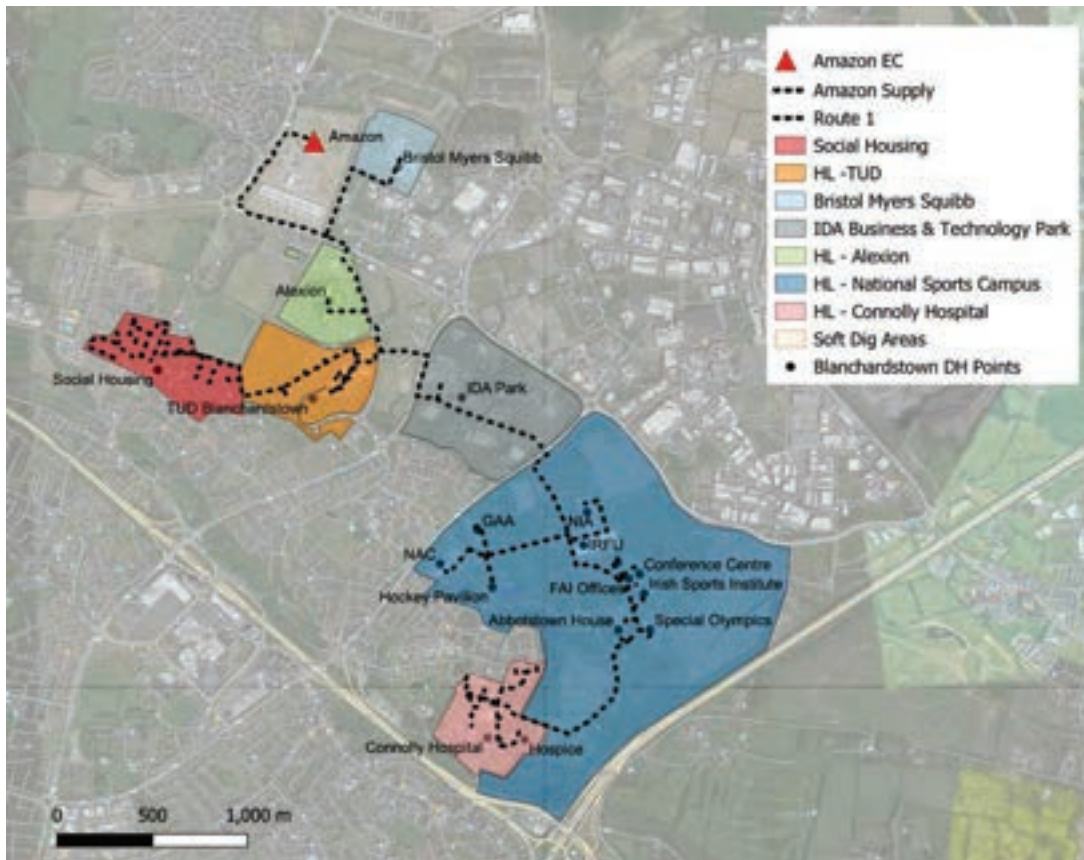 Amazon EC
Amazon Supply
Route 1
Social Housing
HL -TUD
Bristol Myers Squibb
IDA Business & Technology Park
HL - Alexion
HL - National Sports Campus
HL - Connolly Hospital
Soft Dig Areas
Blanchardstown DH Points
Amazon
Bristol Myers Squibb
Alexion
Social Housing
TUD Blanchardstown
IDA Park
GAA
NIA
IRFU
NAC
Conference Centre
FAI Offices
Irish Sports Institute
Hockey Pavilion
Abbotstown House
Special Olympics
Connolly Hospital
Hospice
0 500 1,000 m